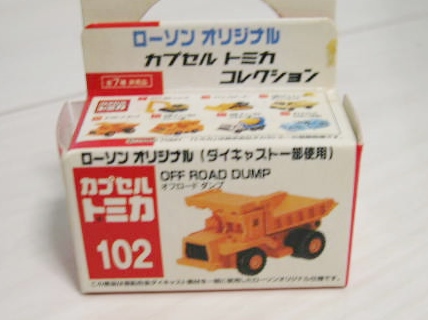 ローソン オリジナル
カプセル トミカ
コレクション
全7種
ローソン オリジナル (ダイキャスト一部使用)
カプセル
トミカ
102
OFF ROAD DUMP
オフロード ダンプ